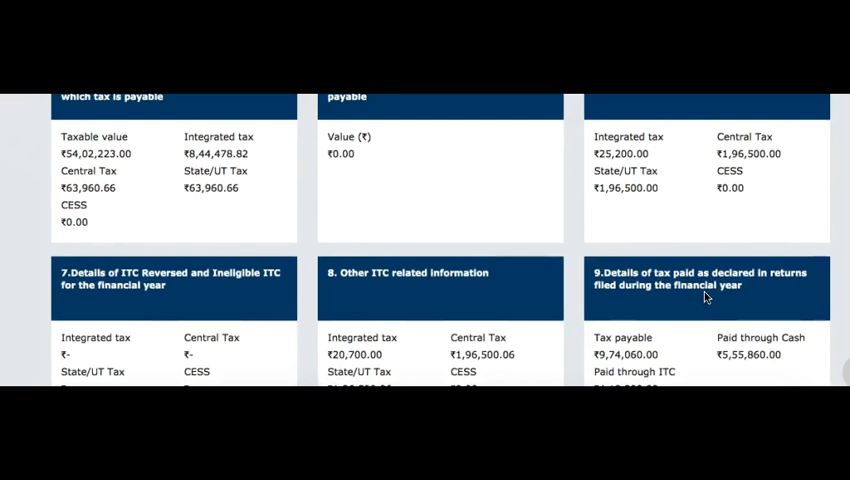 which tax is payable
payable
Taxable value Integrated tax
₹54,02,223.00 ₹8,44,478.82
Central Tax State/UT Tax
₹63,960.66 ₹63,960.66
CESS
₹0.00
Value (₹)
₹0.00
Integrated tax Central Tax
₹25,200.00 ₹1,96,500.00
State/UT Tax CESS
₹1,96,500.00 ₹0.00
7.Details of ITC Reversed and Ineligible ITC
for the financial year
Integrated tax Central Tax
₹- ₹-
State/UT Tax CESS
8. Other ITC related information
Integrated tax Central Tax
₹20,700.00 ₹1,96,500.06
State/UT Tax CESS
9.Details of tax paid as declared in returns
filed during the financial year
Tax payable Paid through Cash
₹9,74,060.00 ₹5,55,860.00
Paid through ITC